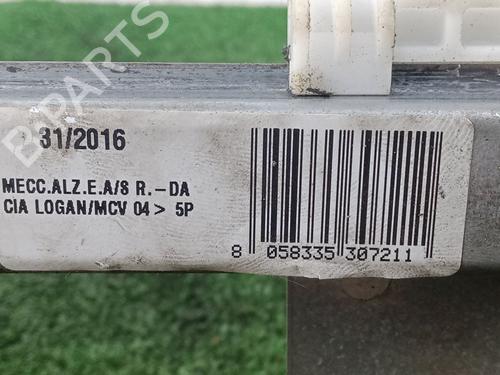 B-PARTS
31/2016
MECC.ALZ.E.A/S R.-DA
CIA LOGAN/MCV 04> 5P
8 058335 307211